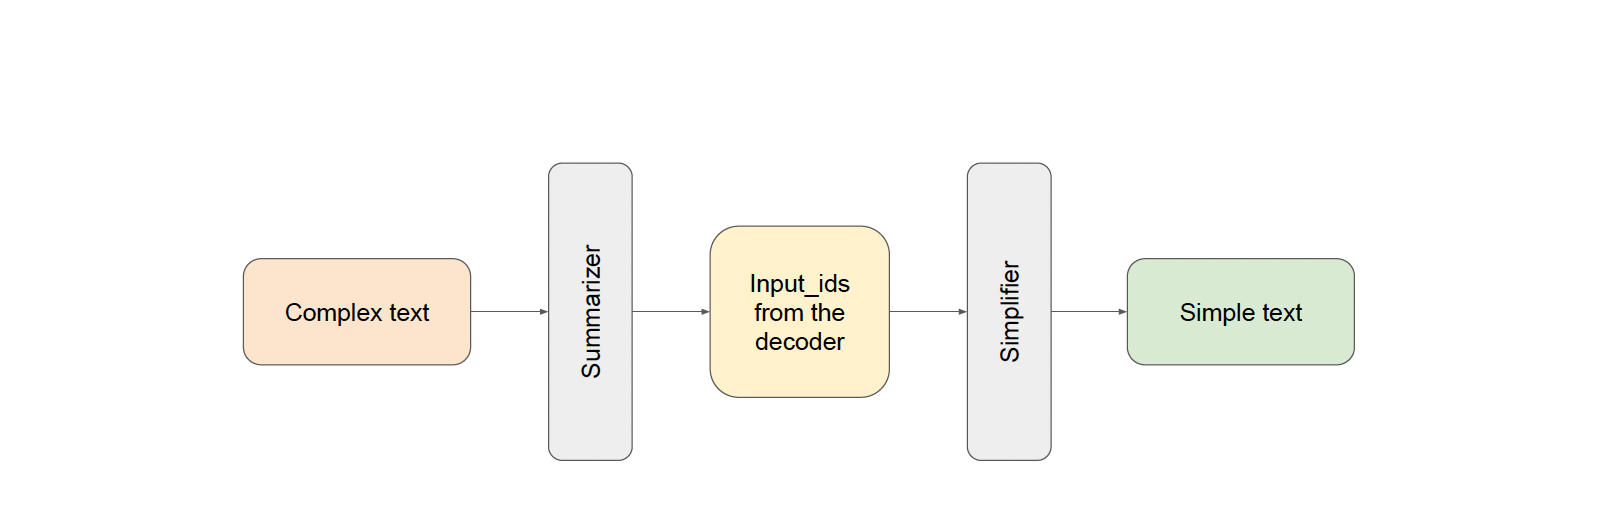 Complex text
Summarizer
Input_ids
from the
decoder
Simplifier
Simple text